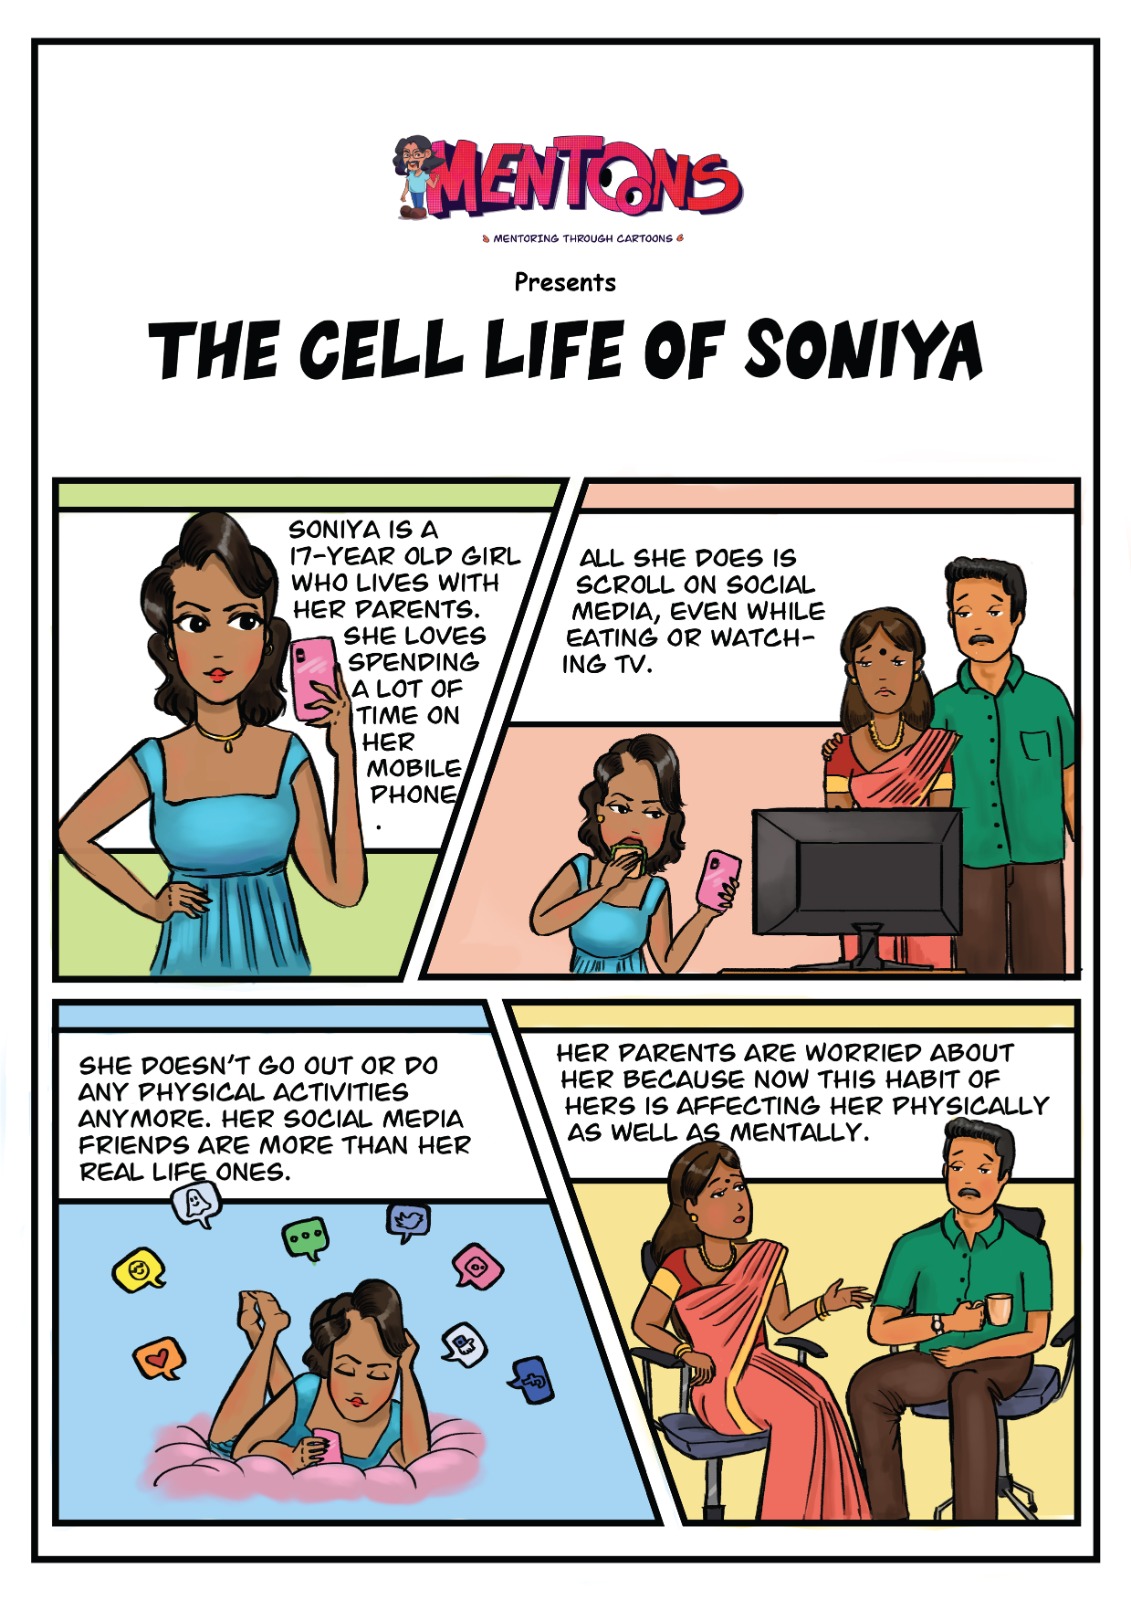 MENTOONS
MENTORING THROUGH CARTOONS
Presents
THE CELL LIFE OF SONIYA
SONIYA IS A
17-YEAR OLD GIRL
WHO LIVES WITH
HER PARENTS.
SHE LOVES
SPENDING
A LOT OF
TIME ON
HER
MOBILE
PHONE
.
ALL SHE DOES IS
SCROLL ON SOCIAL
MEDIA, EVEN WHILE
EATING OR WATCH-
ING TV.
SHE DOESN'T GO OUT OR DO
ANY PHYSICAL ACTIVITIES
ANYMORE. HER SOCIAL MEDIA
FRIENDS ARE MORE THAN HER
REAL LIFE ONES.
HER PARENTS ARE WORRIED ABOUT
HER BECAUSE NOW THIS HABIT OF
HERS IS AFFECTING HER PHYSICALLY
AS WELL AS MENTALLY.